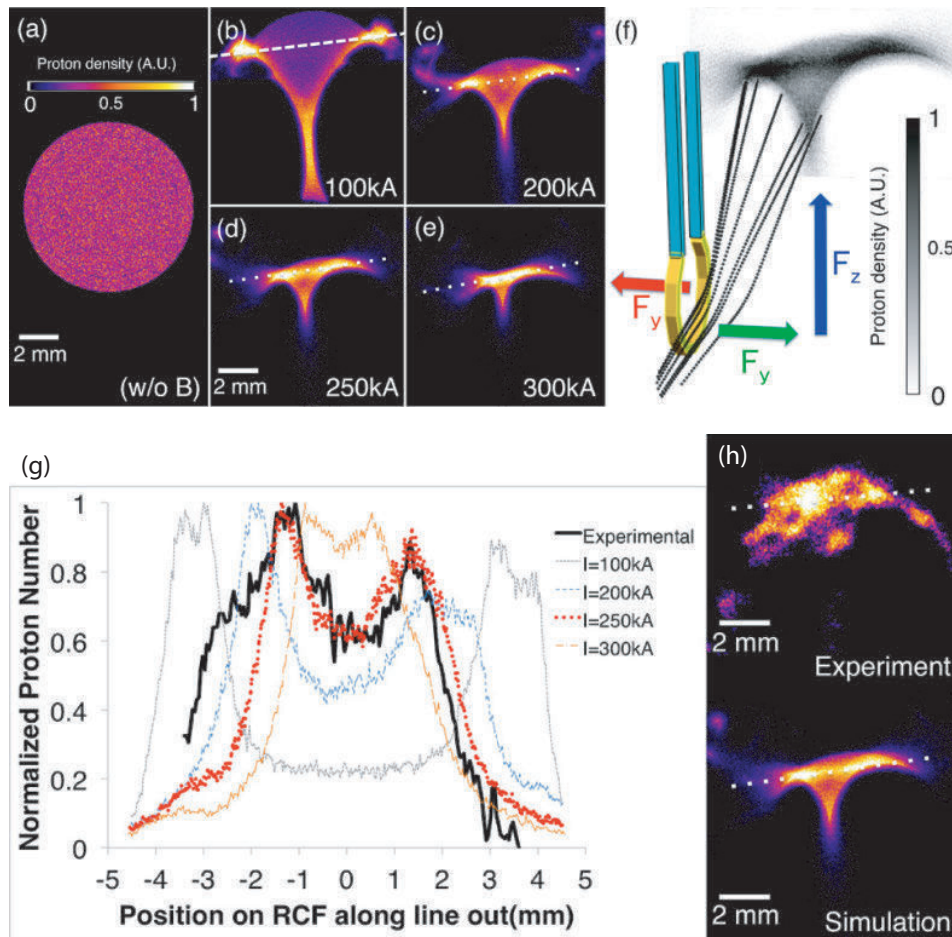 (a)
Proton density (A.U.)
0
0.5
1
2 mm
(w/o B)
(b)
100kA
(c)
200kA
(d)
2 mm
250kA
(e)
300kA
(f)
F_y
F_y
F_z
Proton density (A.U.)
1
0.5
0
(g)
Normalized Proton Number
1
0.8
0.6
0.4
0.2
0
Experimental
I=100kA
I=200kA
I=250kA
I=300kA
-5 -4 -3 -2 -1 0 1 2 3 4 5
Position on RCF along line out(mm)
(h)
2 mm
Experiment
2 mm
Simulation